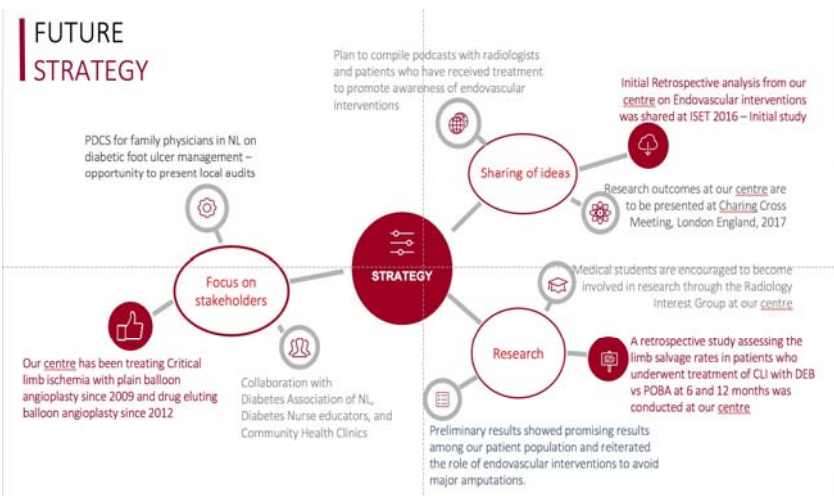 FUTURE
STRATEGY
Plan to compile podcasts with radiologists
and patients who have received treatment
to promote awareness of endovascular
interventions
Initial Retrospective analysis from our
centre on Endovascular interventions
was shared at ISET 2016 – Initial study
PDCS for family physicians in NL on
diabetic foot ulcer management –
opportunity to present local audits
Sharing of ideas
Research outcomes at our centre are
to be presented at Charing Cross
Meeting, London England, 2017
STRATEGY
Focus on
stakeholders
Medical students are encouraged to become
involved in research through the Radiology
Interest Group at our centre
Our centre has been treating Critical
limb ischemia with plain balloon
angioplasty since 2009 and drug eluting
balloon angioplasty since 2012
Collaboration with
Diabetes Association of NL,
Diabetes Nurse educators, and
Community Health Clinics
Research
A retrospective study assessing the
limb salvage rates in patients who
underwent treatment of CLI with DEB
vs POBA at 6 and 12 months was
conducted at our centre
Preliminary results showed promising results
among our patient population and reiterated
the role of endovascular interventions to avoid
major amputations.